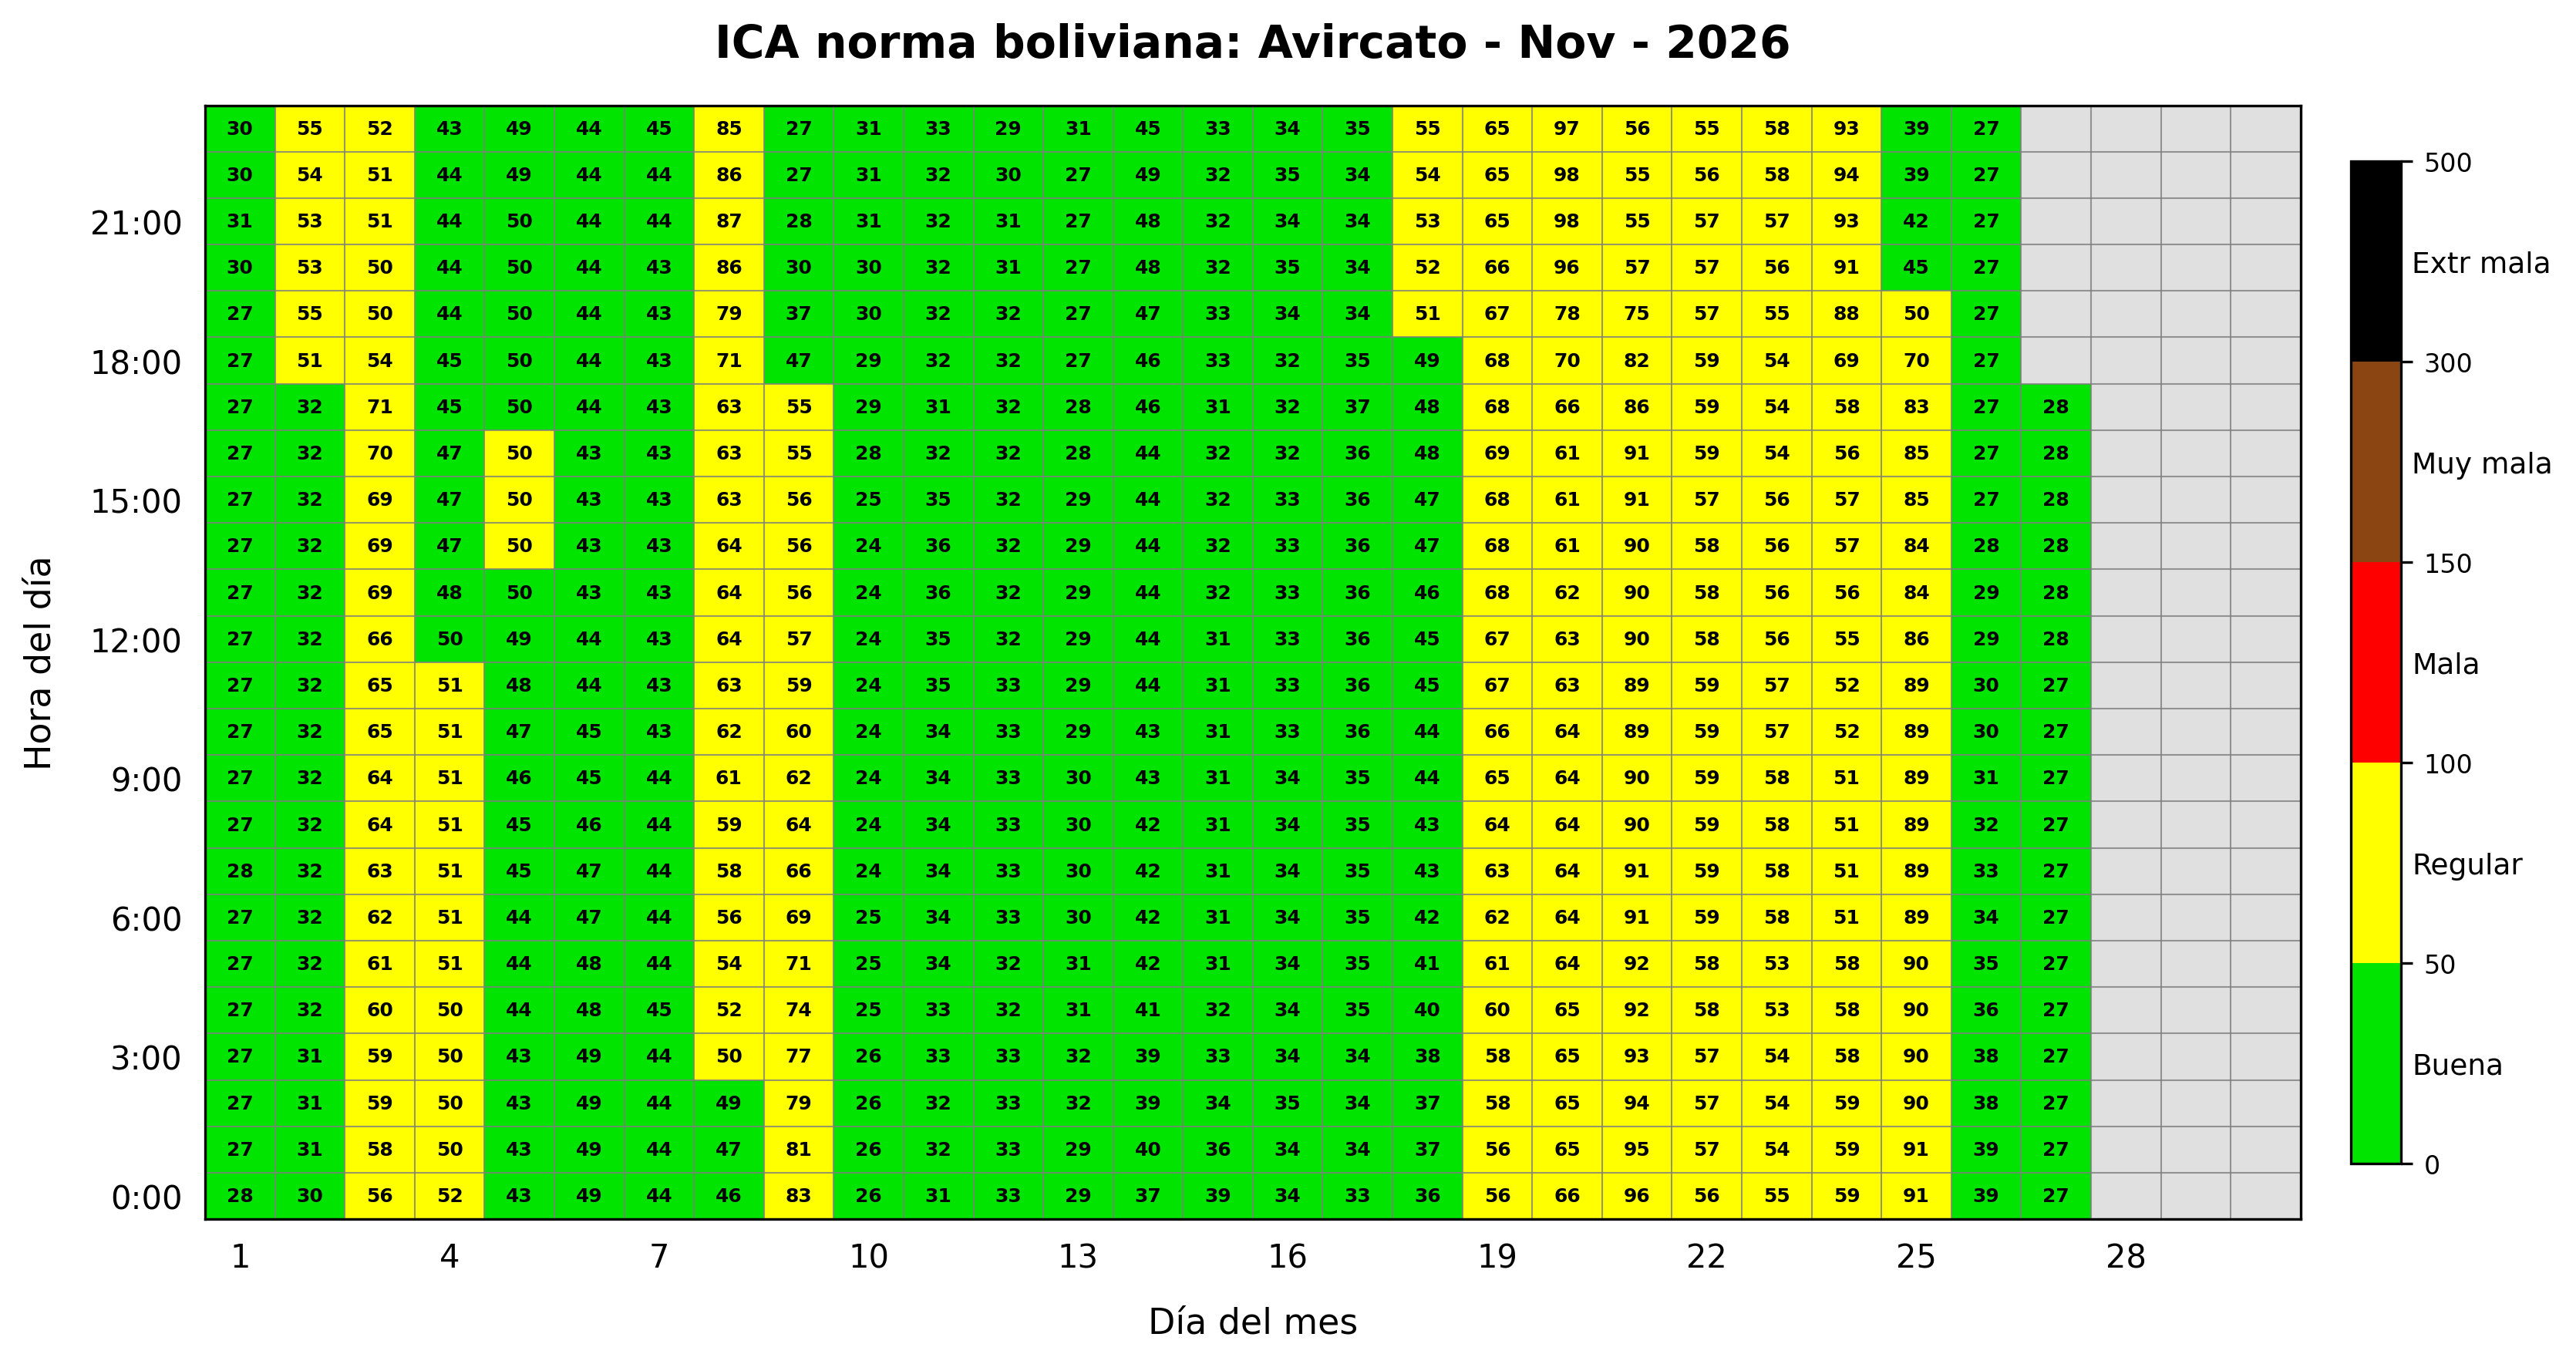 ICA norma boliviana: Avircato - Nov - 2026
30 55 52 43 49 44 45 85 27 31 33 29 31 45 33 34 35 55 65 97 56 55 58 93 39 27
30 54 51 44 49 44 44 86 27 31 32 30 27 49 32 35 34 54 65 98 55 56 58 94 39 27
21:00 31 53 51 44 50 44 44 87 28 31 32 31 27 48 32 34 34 53 65 98 55 57 57 93 42 27
30 53 50 44 50 44 43 86 30 30 32 31 27 48 32 35 34 52 66 96 57 57 56 91 45 27
27 55 50 44 50 44 43 79 37 30 32 32 27 47 33 34 34 51 67 78 75 57 55 88 50 27
18:00 27 51 54 45 50 44 43 71 47 29 32 32 27 46 33 32 35 49 68 70 82 59 54 69 70 27
27 32 71 45 50 44 43 63 55 29 31 32 28 46 31 32 37 48 68 66 86 59 54 58 83 27 28
27 32 70 47 50 43 43 63 55 28 32 32 28 44 32 32 36 48 69 61 91 59 54 56 85 27 28
15:00 27 32 69 47 50 43 43 63 56 25 35 32 29 44 32 33 36 47 68 61 91 57 56 57 85 27 28
27 32 69 47 50 43 43 64 56 24 36 32 29 44 32 33 36 47 68 61 90 58 56 57 84 28 28
27 32 69 48 50 43 43 64 56 24 36 32 29 44 32 33 36 46 68 62 90 58 56 56 84 29 28
12:00 27 32 66 50 49 44 43 64 57 24 35 32 29 44 31 33 36 45 67 63 90 58 56 55 86 29 28
27 32 65 51 48 44 43 63 59 24 35 33 29 44 31 33 36 45 67 63 89 59 57 52 89 30 27
27 32 65 51 47 45 43 62 60 24 34 33 29 43 31 33 36 44 66 64 89 59 57 52 89 30 27
9:00 27 32 64 51 46 45 44 61 62 24 34 33 30 43 31 34 35 44 65 64 90 59 58 51 89 31 27
27 32 64 51 45 46 44 59 64 24 34 33 30 42 31 34 35 43 64 64 90 59 58 51 89 32 27
28 32 63 51 45 47 44 58 66 24 34 33 30 42 31 34 35 43 63 64 91 59 58 51 89 33 27
6:00 27 32 62 51 44 47 44 56 69 25 34 33 30 42 31 34 35 42 62 64 91 59 58 51 89 34 27
27 32 61 51 44 48 44 54 71 25 34 32 31 42 31 34 35 41 61 64 92 58 53 58 90 35 27
27 32 60 50 44 48 45 52 74 25 33 32 31 41 32 34 35 40 60 65 92 58 53 58 90 36 27
3:00 27 31 59 50 43 49 44 50 77 26 33 33 32 39 33 34 34 38 58 65 93 57 54 58 90 38 27
27 31 59 50 43 49 44 49 79 26 32 33 32 39 34 35 34 37 58 65 94 57 54 59 90 38 27
27 31 58 50 43 49 44 47 81 26 32 33 29 40 36 34 34 37 56 65 95 57 54 59 91 39 27
0:00 28 30 56 52 43 49 44 46 83 26 31 33 29 37 39 34 33 36 56 66 96 56 55 59 91 39 27
1 4 7 10 13 16 19 22 25 28
Hora del día
Día del mes
500
Extr mala
300
Muy mala
150
Mala
100
Regular
50
Buena
0